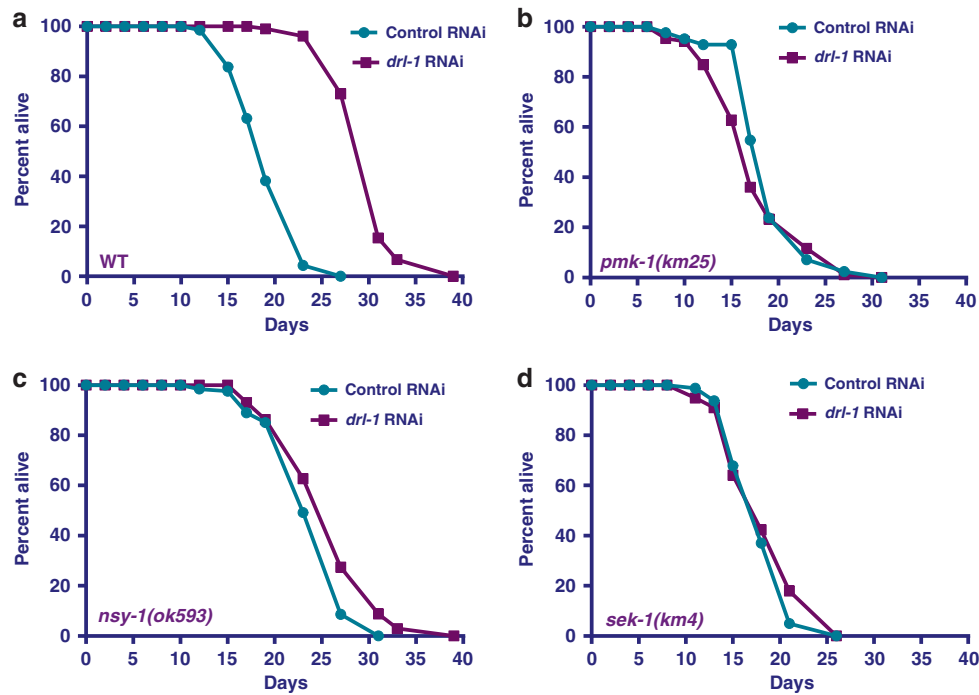 a
Percent alive
100
80
60
40
20
0
0 5 10 15 20 25 30 35 40
Days
Control RNAi
drl-1 RNAi
WT
b
Percent alive
100
80
60
40
20
0
0 5 10 15 20 25 30 35 40
Days
Control RNAi
drl-1 RNAi
pmk-1(km25)
c
Percent alive
100
80
60
40
20
0
0 5 10 15 20 25 30 35 40
Days
Control RNAi
drl-1 RNAi
nsy-1(ok593)
d
Percent alive
100
80
60
40
20
0
0 5 10 15 20 25 30 35 40
Days
Control RNAi
drl-1 RNAi
sek-1(km4)